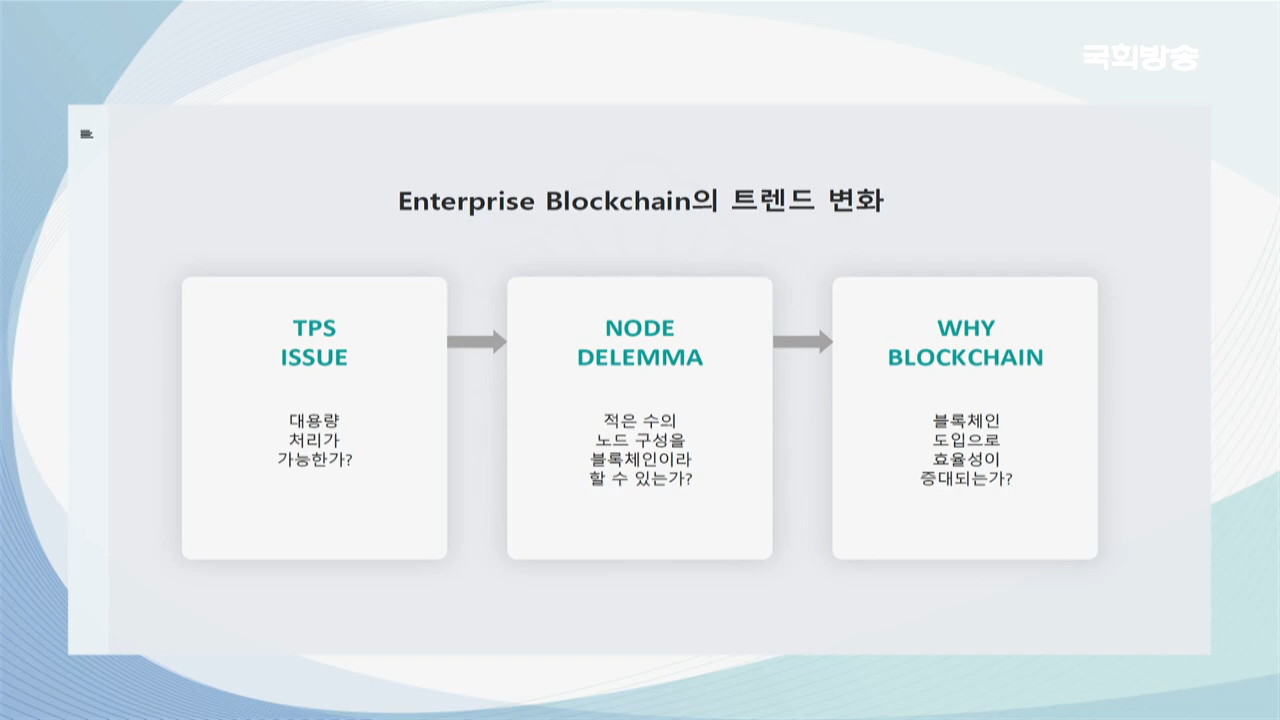 국회방송
Enterprise Blockchain의 트렌드 변화
TPS
ISSUE
대용량
처리가
가능한가?
NODE
DELEMMA
적은 수의
노드 구성을
블록체인이라
할 수 있는가?
WHY
BLOCKCHAIN
블록체인
도입으로
효율성이
증대되는가?